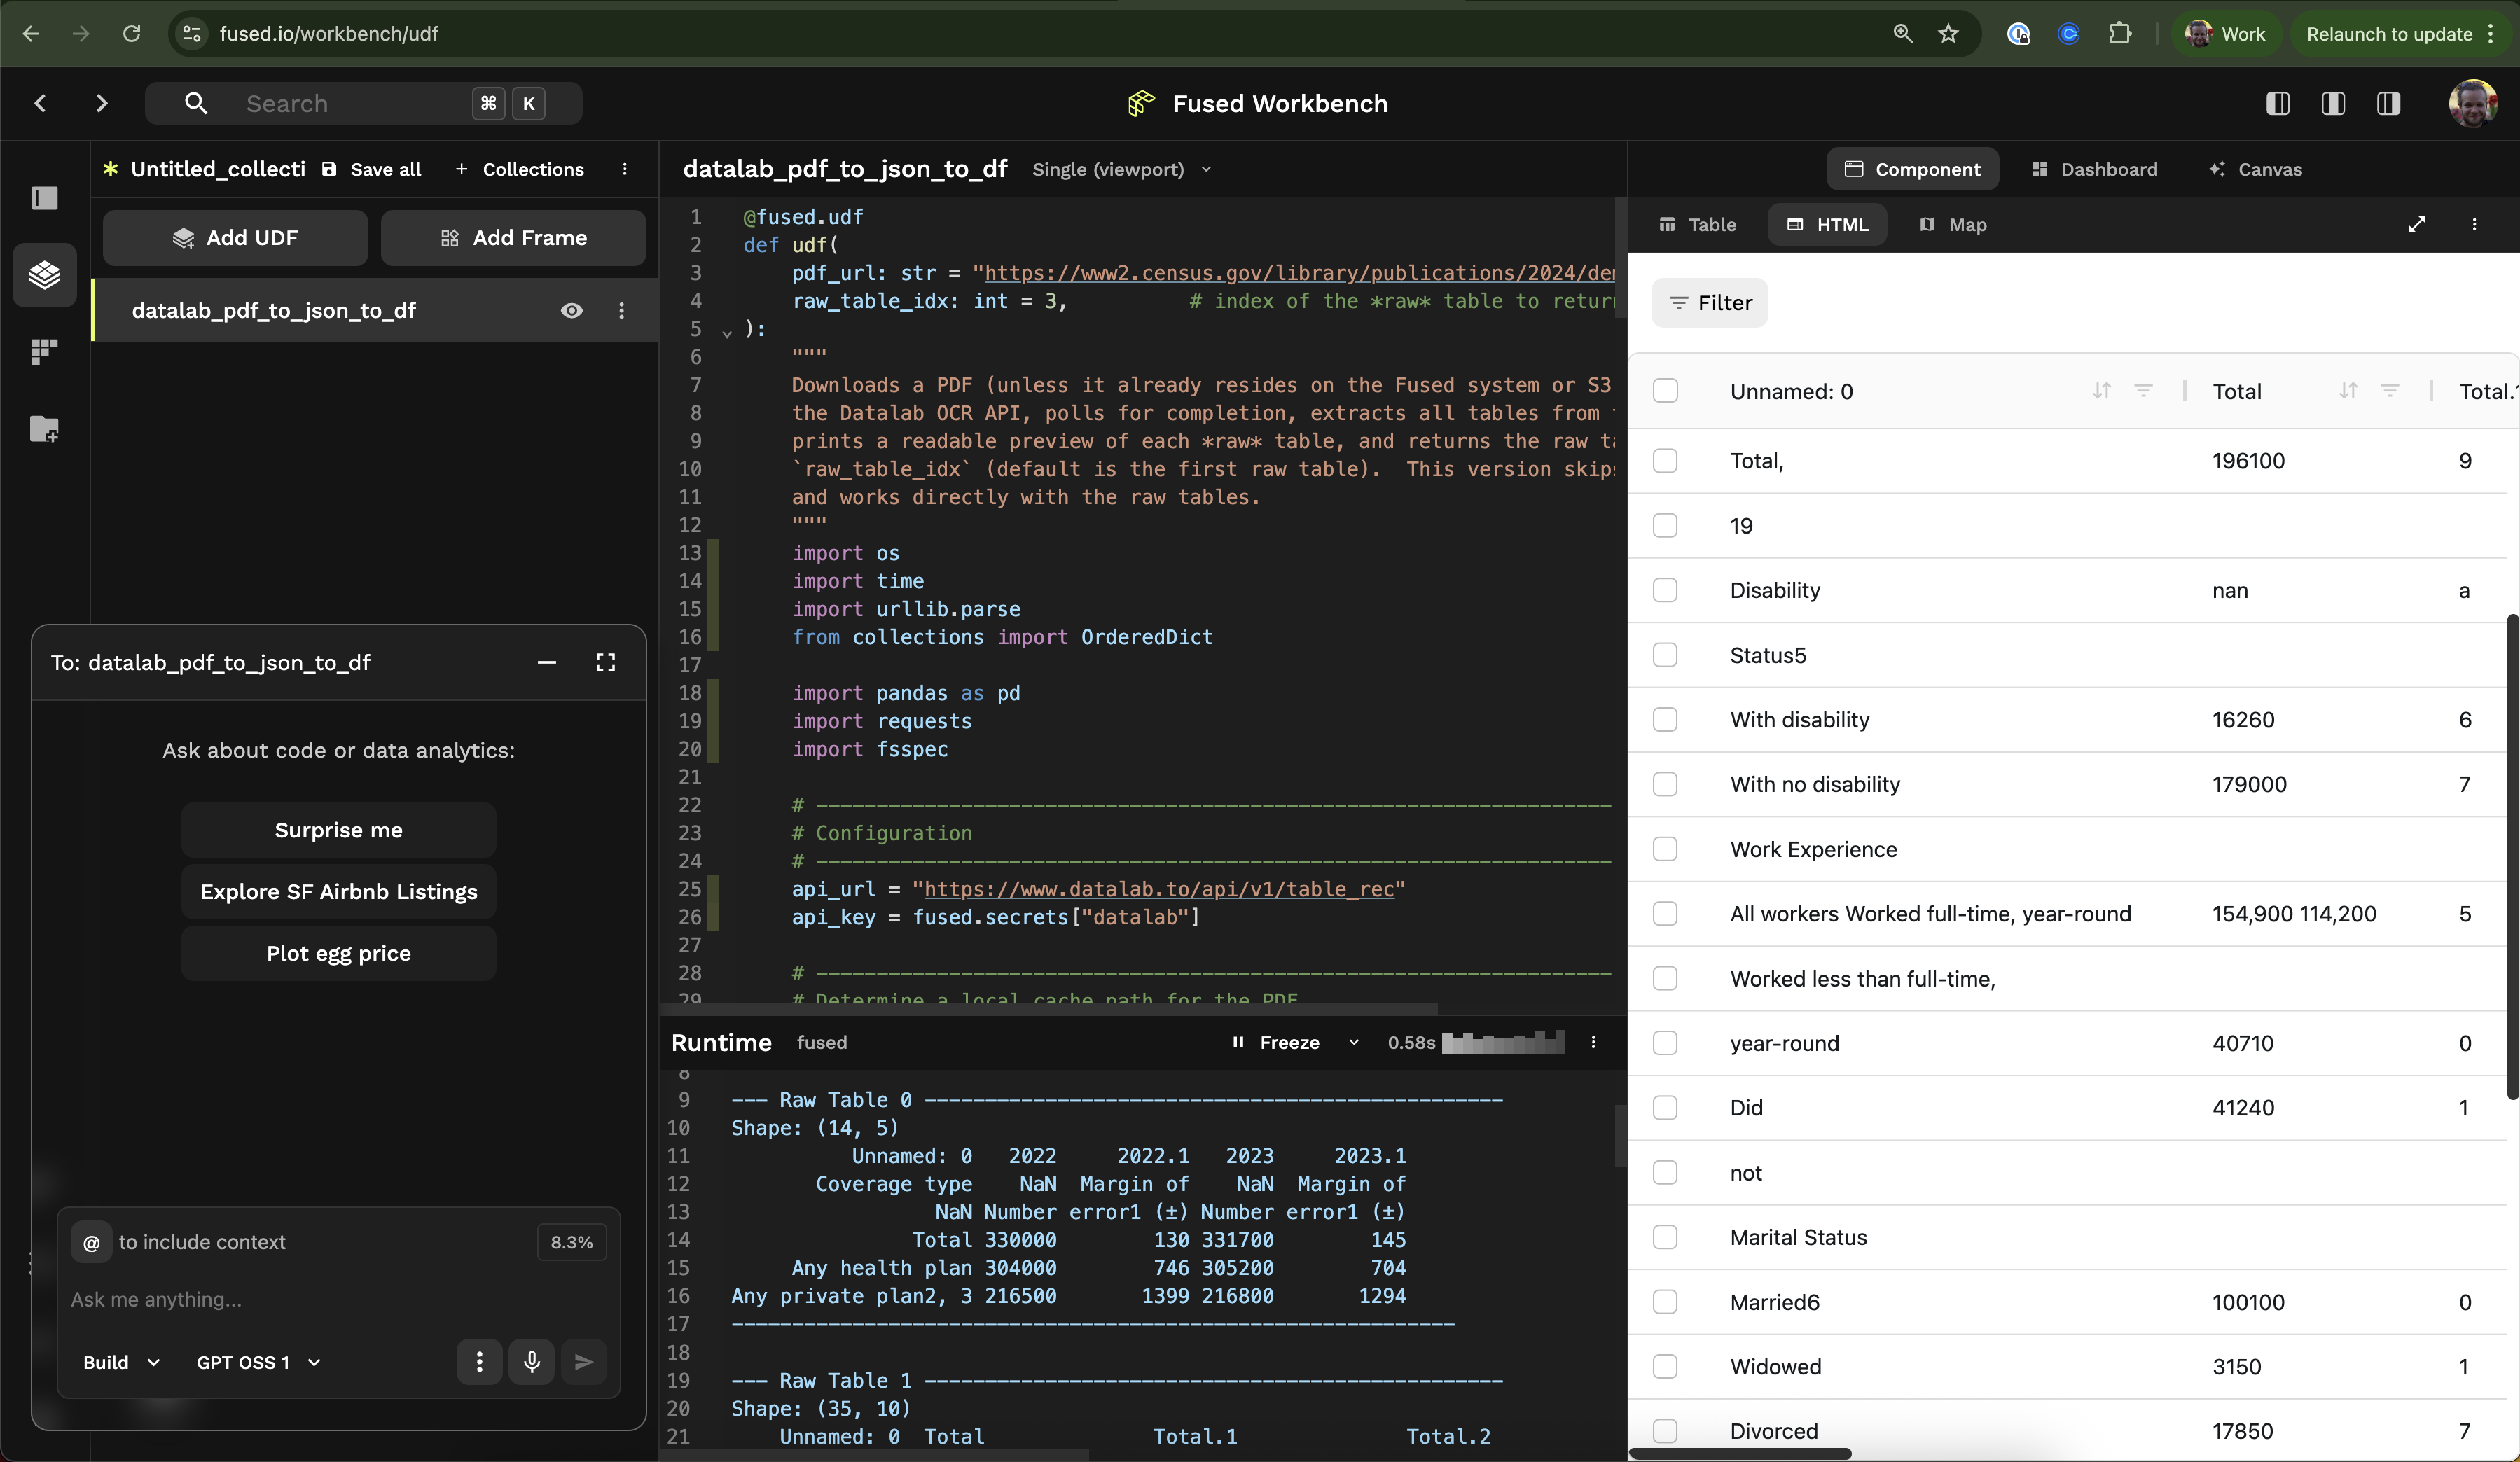 fused.io/workbench/udf
Work
Relaunch to update
Search
⌘ K
Fused Workbench
* Untitled_collecti
Save all
+ Collections
Add UDF
Add Frame
datalab_pdf_to_json_to_df
To: datalab_pdf_to_json_to_df
Ask about code or data analytics:
Surprise me
Explore SF Airbnb Listings
Plot egg price
@ to include context
8.3%
Ask me anything...
Build
GPT OSS 1
datalab_pdf_to_json_to_df
Single (viewport)
1 @fused.udf
2 def udf(
3 pdf_url: str = "https://www2.census.gov/library/publications/2024/de
4 raw_table_idx: int = 3, # index of the *raw* table to retur
5 ):
6 """
7 Downloads a PDF (unless it already resides on the Fused system or S3
8 the Datalab OCR API, polls for completion, extracts all tables from
9 prints a readable preview of each *raw* table, and returns the raw ta
10 `raw_table_idx` (default is the first raw table). This version skip
11 and works directly with the raw tables.
12 """
13 import os
14 import time
15 import urllib.parse
16 from collections import OrderedDict
17
18 import pandas as pd
19 import requests
20 import fsspec
21
22 # ------------------------------------------------------------------
23 # Configuration
24 # ------------------------------------------------------------------
25 api_url = "https://www.datalab.to/api/v1/table_rec"
26 api_key = fused.secrets["datalab"]
27
28 # ------------------------------------------------------------------
29 # Determine a local cache path for the PDF
Runtime
fused
Freeze
0.58s
8
9 --- Raw Table 0 ------------------------------------------------
10 Shape: (14, 5)
11 Unnamed: 0 2022 2022.1 2023 2023.1
12 Coverage type NaN Margin of NaN Margin of
13 NaN Number error1 (±) Number error1 (±)
14 Total 330000 130 331700 145
15 Any health plan 304000 746 305200 704
16 Any private plan2, 3 216500 1399 216800 1294
17 ------------------------------------------------------------
18
19 --- Raw Table 1 ------------------------------------------------
20 Shape: (35, 10)
21 Unnamed: 0 Total Total.1 Total.2
Component
Dashboard
Canvas
Table
HTML
Map
Filter
Unnamed: 0 Total Total.1
Total, 196100 9
19
Disability nan a
Status5
With disability 16260 6
With no disability 179000 7
Work Experience
All workers Worked full-time, year-round 154,900 114,200 5
Worked less than full-time,
year-round 40710 0
Did 41240 1
not
Marital Status
Married6 100100 0
Widowed 3150 1
Divorced 17850 7